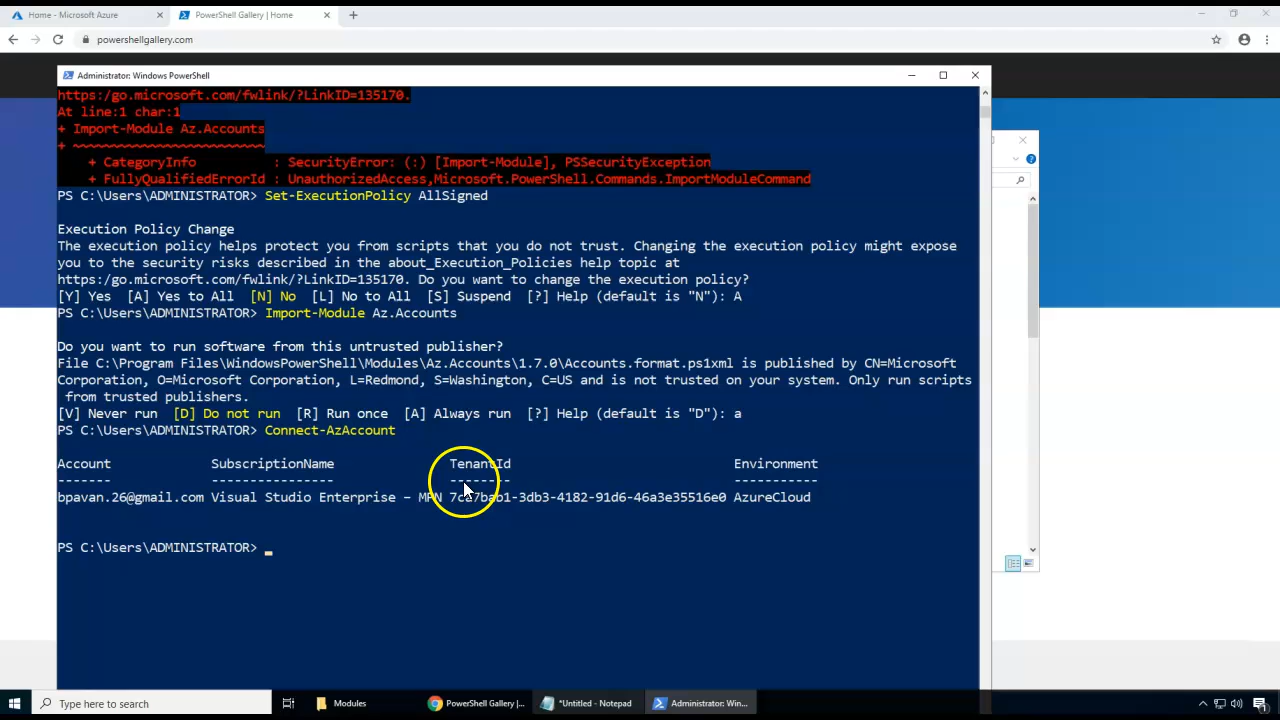 Home - Microsoft Azure
PowerShell Gallery | Home
powershellgallery.com
Administrator: Windows PowerShell
https:/go.microsoft.com/fwlink/?LinkID=135170.
At line:1 char:1
+ Import-Module Az.Accounts
+ ~~~~~~~~~~~~~~~~~~~~~~~~~
+ CategoryInfo : SecurityError: (:) [Import-Module], PSSecurityException
+ FullyQualifiedErrorId : UnauthorizedAccess,Microsoft.PowerShell.Commands.ImportModuleCommand
PS C:\Users\ADMINISTRATOR> Set-ExecutionPolicy AllSigned
Execution Policy Change
The execution policy helps protect you from scripts that you do not trust. Changing the execution policy might expose
you to the security risks described in the about_Execution_Policies help topic at
https:/go.microsoft.com/fwlink/?LinkID=135170. Do you want to change the execution policy?
[Y] Yes [A] Yes to All [N] No [L] No to All [S] Suspend [?] Help (default is "N"): A
PS C:\Users\ADMINISTRATOR> Import-Module Az.Accounts
Do you want to run software from this untrusted publisher?
File C:\Program Files\WindowsPowerShell\Modules\Az.Accounts\1.7.0\Accounts.format.ps1xml is published by CN=Microsoft
Corporation, O=Microsoft Corporation, L=Redmond, S=Washington, C=US and is not trusted on your system. Only run scripts
from trusted publishers.
[V] Never run [D] Do not run [R] Run once [A] Always run [?] Help (default is "D"): a
PS C:\Users\ADMINISTRATOR> Connect-AzAccount
Account SubscriptionName TenantId Environment
------- ---------------- -------- -----------
bpavan.26@gmail.com Visual Studio Enterprise – MPN AzureCloud
PS C:\Users\ADMINISTRATOR>
Type here to search
Modules
PowerShell Gallery |...
*Untitled - Notepad
Administrator: Win...